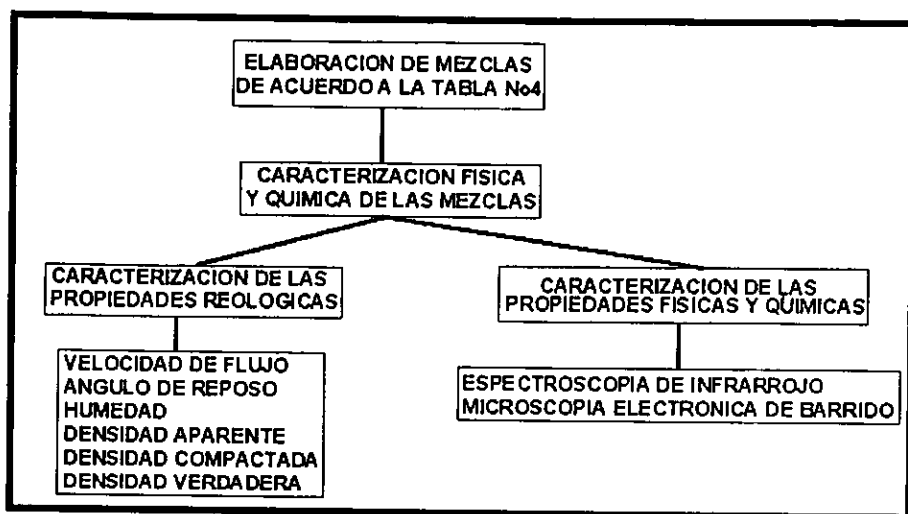 ELABORACION DE MEZCLAS
DE ACUERDO A LA TABLA No4
CARACTERIZACION FISICA
Y QUIMICA DE LAS MEZCLAS
CARACTERIZACION DE LAS
PROPIEDADES REOLOGICAS
CARACTERIZACION DE LAS
PROPIEDADES FISICAS Y QUIMICAS
VELOCIDAD DE FLUJO
ANGULO DE REPOSO
HUMEDAD
DENSIDAD APARENTE
DENSIDAD COMPACTADA
DENSIDAD VERDADERA
ESPECTROSCOPIA DE INFRARROJO
MICROSCOPIA ELECTRONICA DE BARRIDO